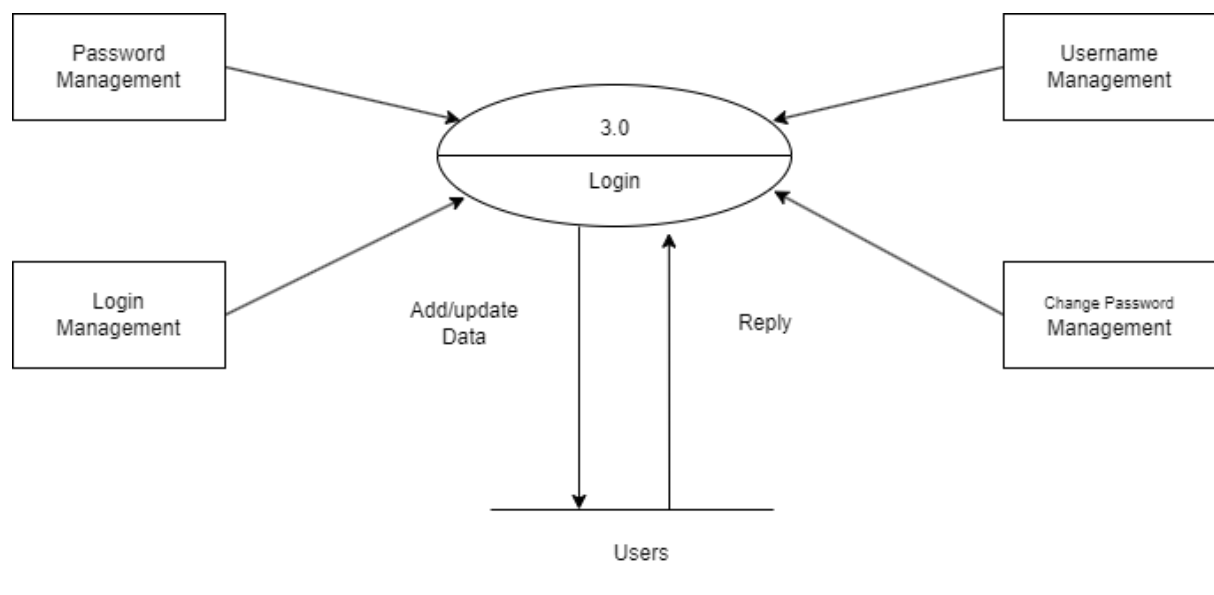 Password
Management
Username
Management
3.0
Login
Login
Management
Add/update
Data
Reply
Change Password
Management
Users